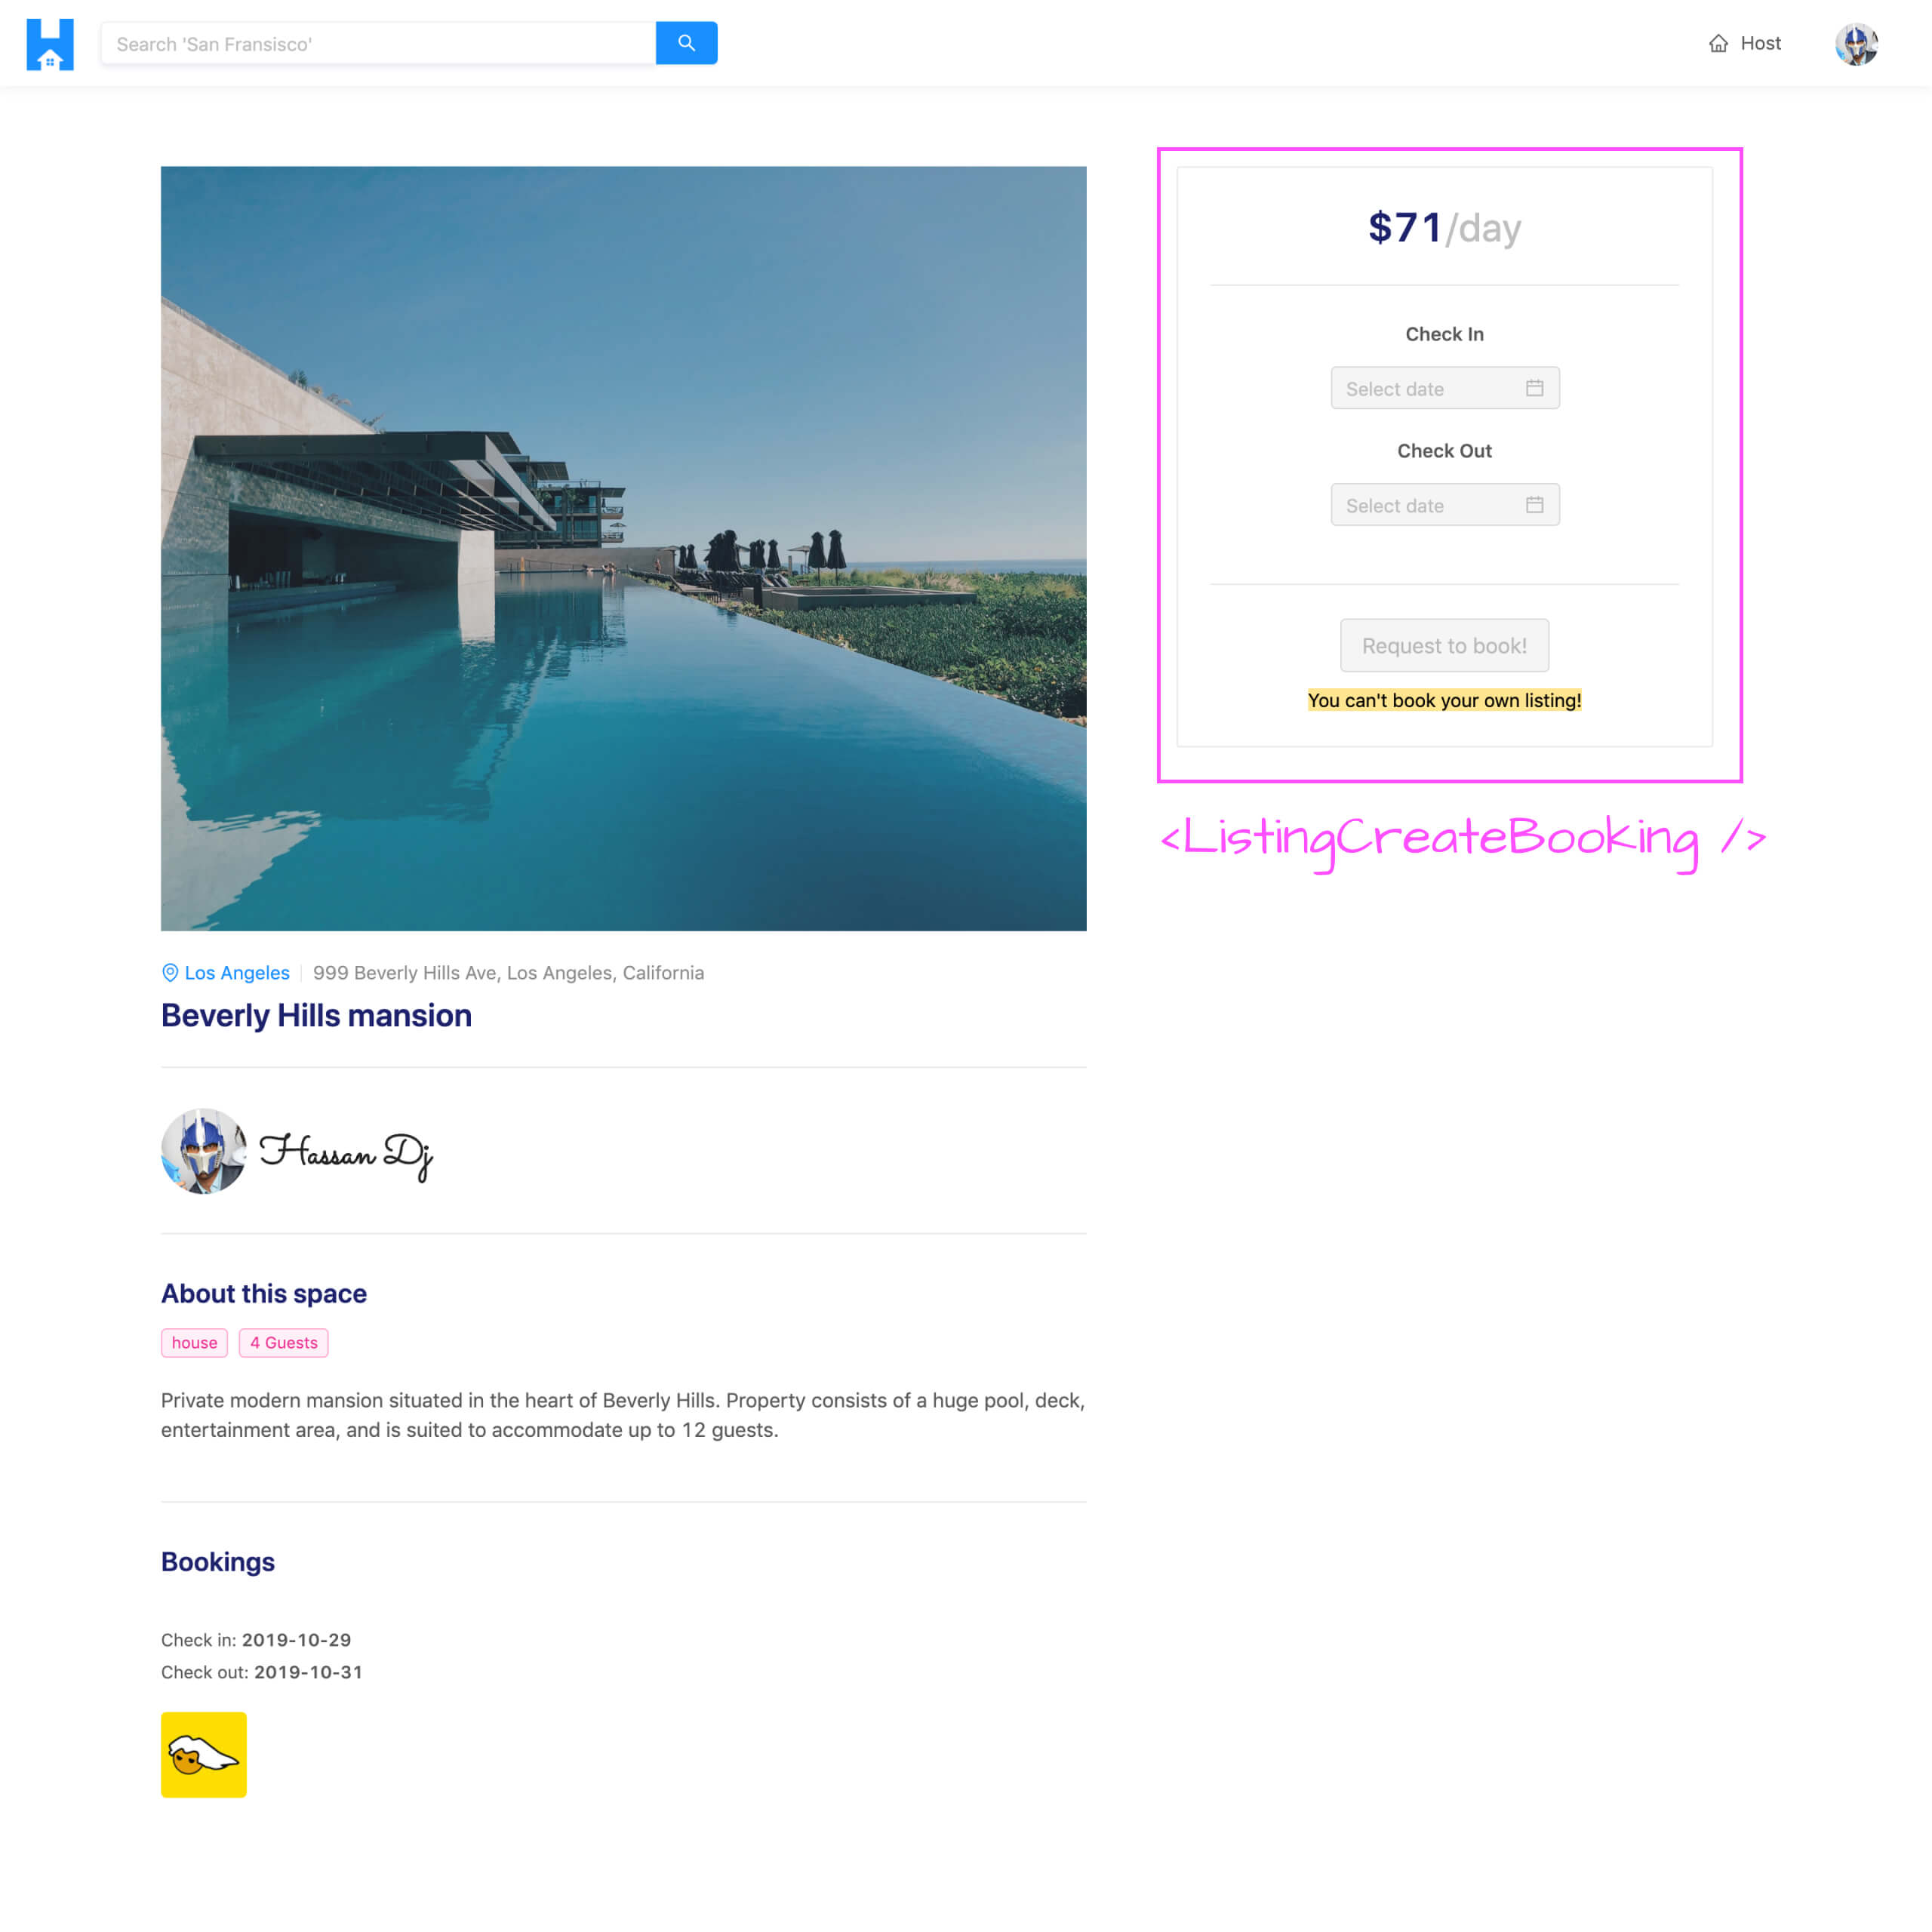 Search 'San Fransisco'
Host
$71/day
Check In
Select date
Check Out
Select date
Request to book!
You can't book your own listing!
<ListingCreateBooking />
Los Angeles 999 Beverly Hills Ave, Los Angeles, California
Beverly Hills mansion
Hassan Dj
About this space
house 4 Guests
Private modern mansion situated in the heart of Beverly Hills. Property consists of a huge pool, deck,
entertainment area, and is suited to accommodate up to 12 guests.
Bookings
Check in: 2019-10-29
Check out: 2019-10-31